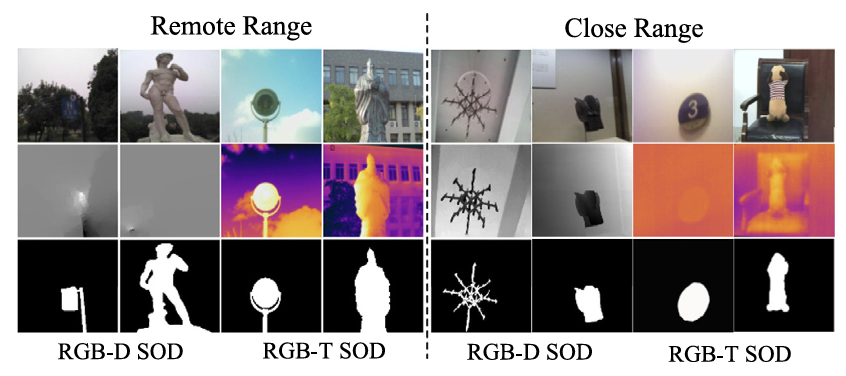 Remote Range
Close Range
3
RGB-D SOD
RGB-T SOD
RGB-D SOD
RGB-T SOD